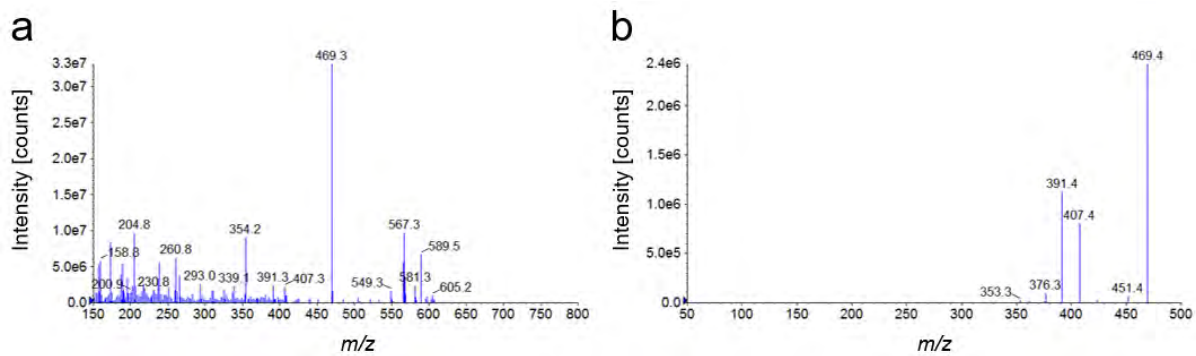 a
Intensity [counts]
3.3e7
3.0e7
2.5e7
2.0e7
1.5e7
1.0e7
5.0e6
0.0
469.3
204.8
567.3
354.2
589.5
158.8
260.8
200.9
230.8
293.0
339.1
391.3
407.3
549.3
581.3
605.2
150 200 250 300 350 400 450 500 550 600 650 700 750 800
m/z
b
Intensity [counts]
2.4e6
2.0e6
1.5e6
1.0e6
5.0e5
0.0
469.4
391.4
407.4
353.3
376.3
451.4
50 100 150 200 250 300 350 400 450 500
m/z